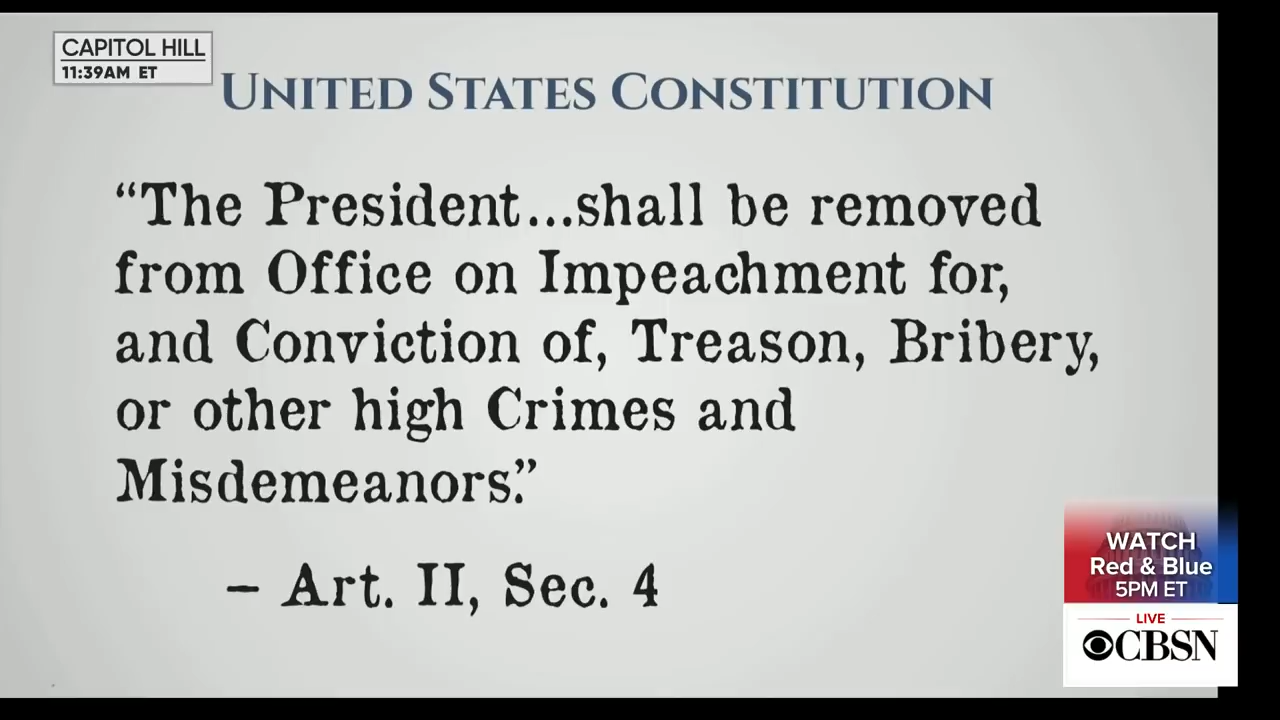 CAPITOL HILL
11:39AM ET
UNITED STATES CONSTITUTION
“The President...shall be removed
from Office on Impeachment for,
and Conviction of, Treason, Bribery,
or other high Crimes and
Misdemeanors.”
– Art. II, Sec. 4
WATCH
Red & Blue
5PM ET
LIVE
CBSN